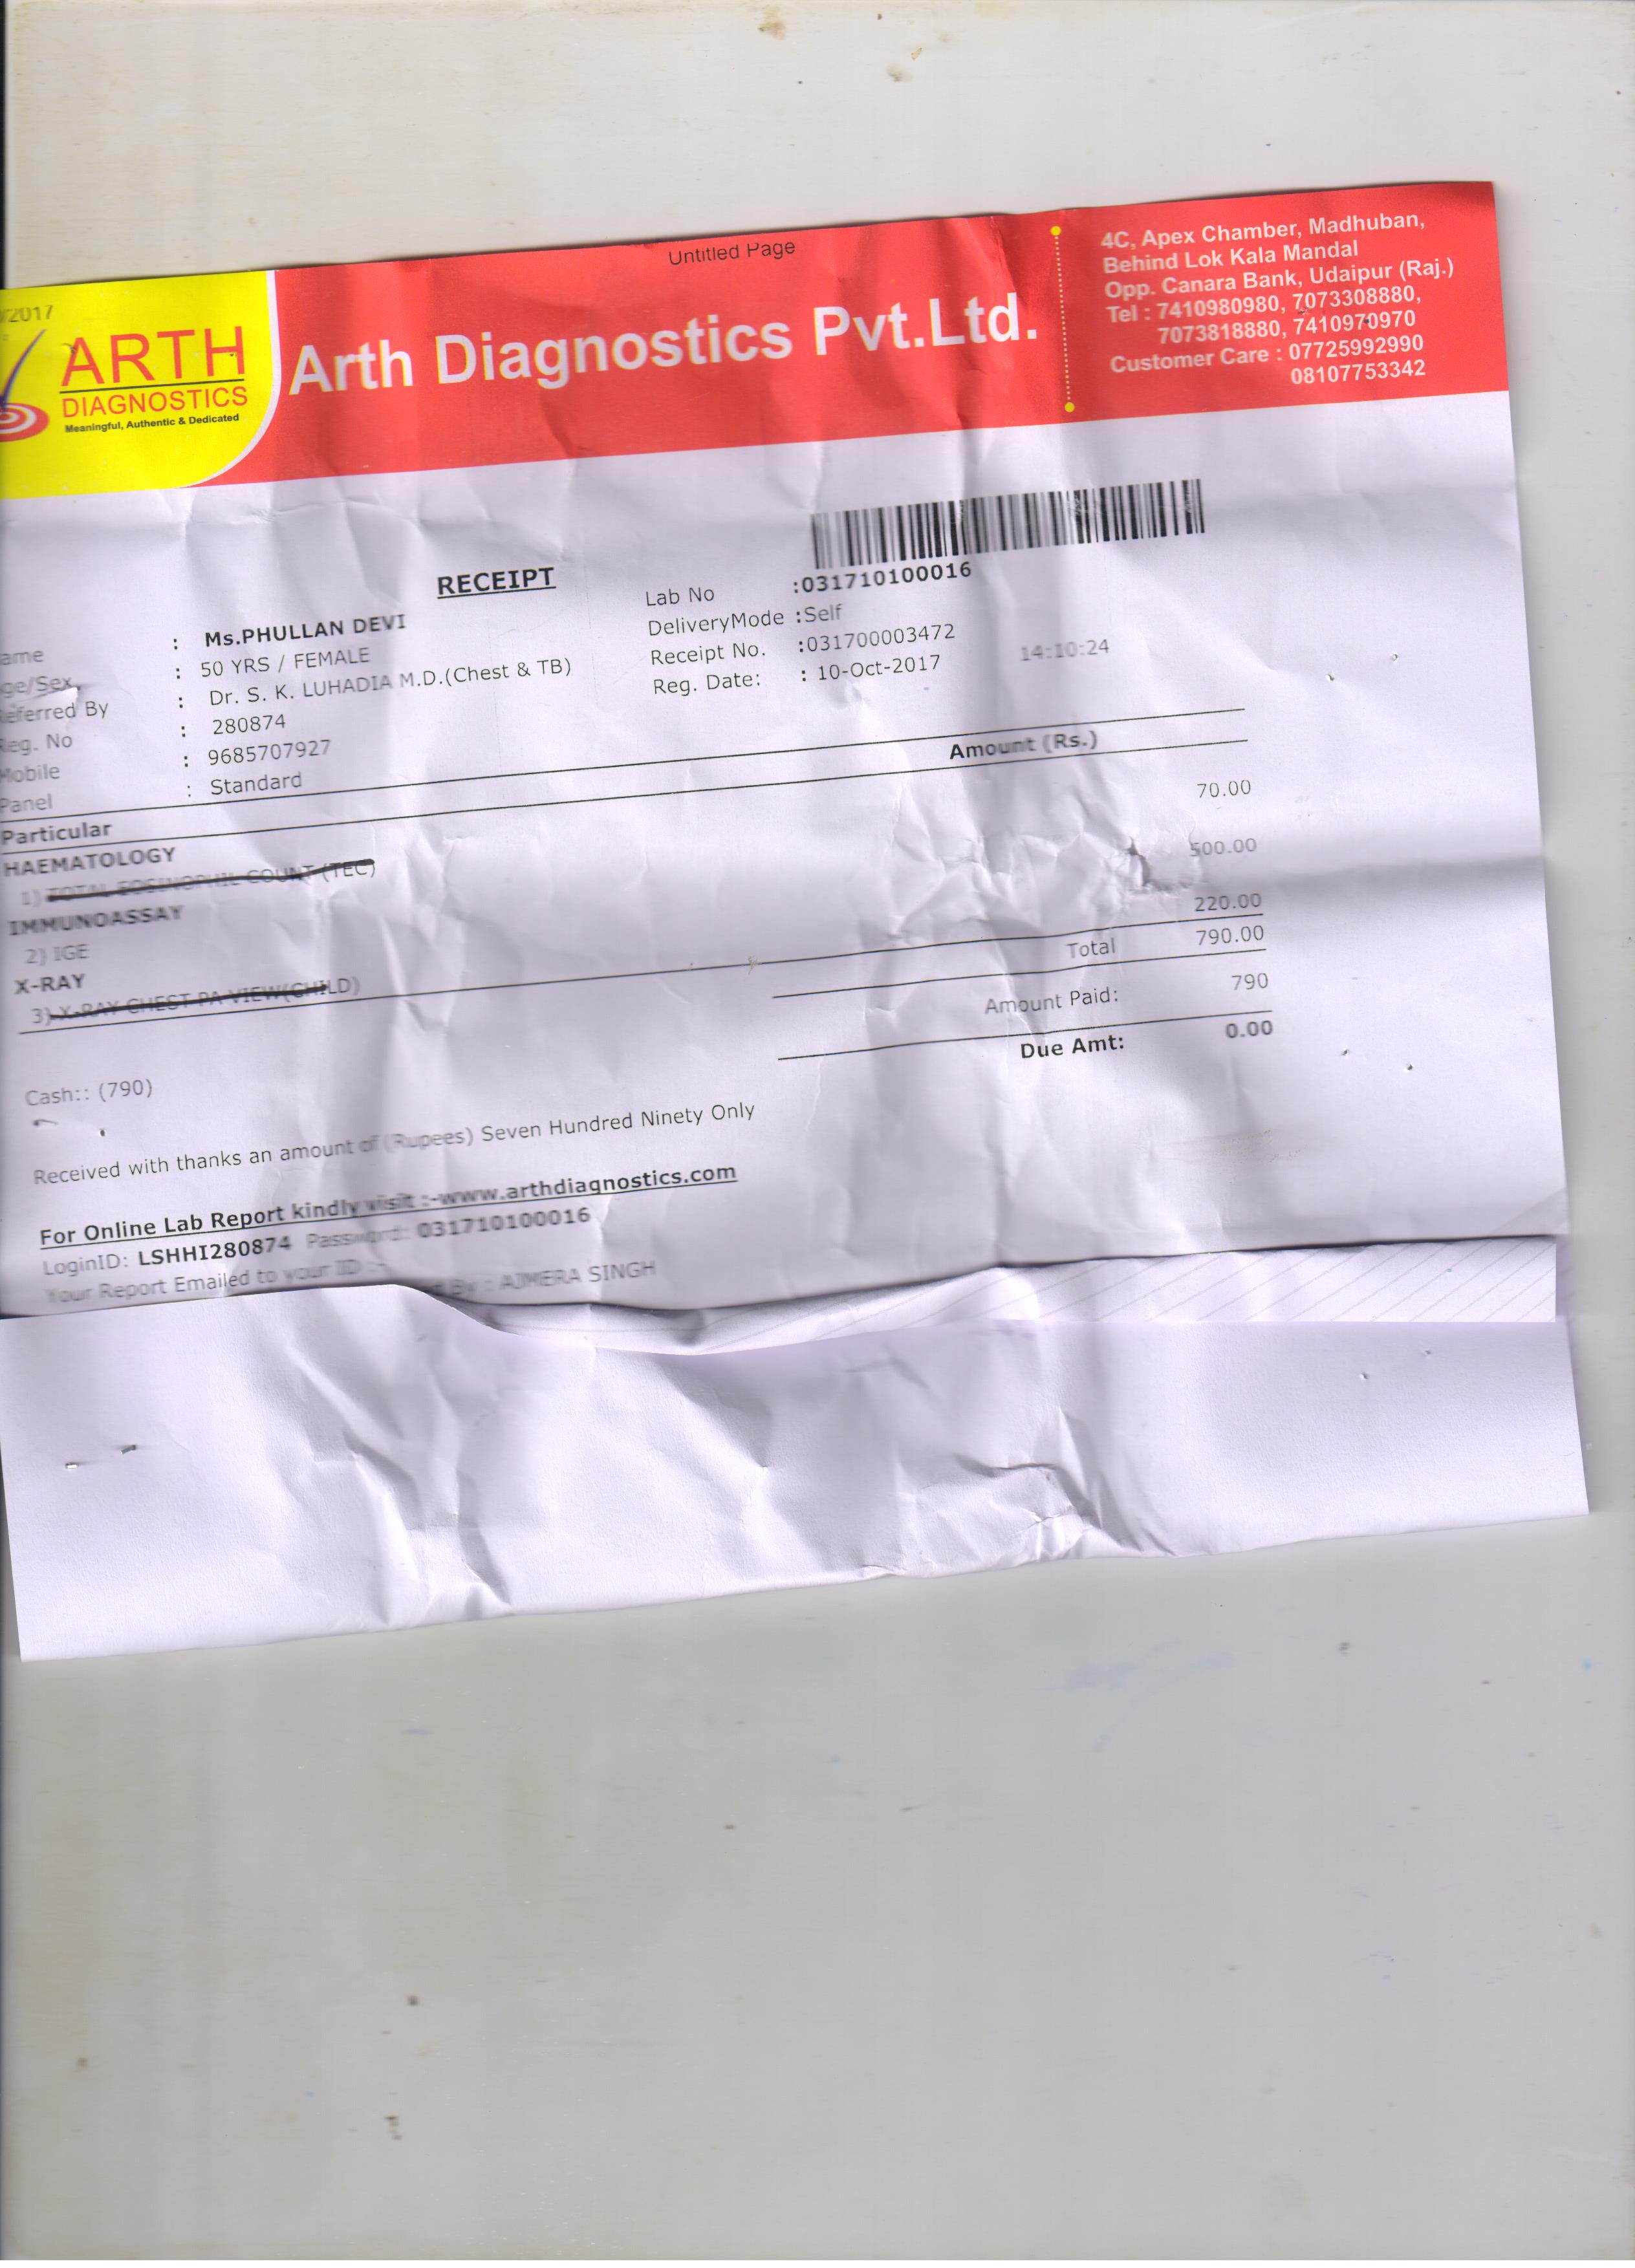 Untitled Page
/2017
ARTH
DIAGNOSTICS
Meaningful, Authentic & Dedicated
Arth Diagnostics Pvt.Ltd.
4C, Apex Chamber, Madhuban,
Behind Lok Kala Mandal
Opp. Canara Bank, Udaipur (Raj.)
Tel : 7410980980, 7073308880,
7073818880, 7410970970
Customer Care : 07725992990
08107753342
RECEIPT
ame : Ms.PHULLAN DEVI
ge/Sex : 50 YRS / FEMALE
eferred By : Dr. S. K. LUHADIA M.D.(Chest & TB)
Reg. No : 280874
Mobile : 9685707927
Panel : Standard
Lab No :031710100016
DeliveryMode :Self
Receipt No. :031700003472
Reg. Date: : 10-Oct-2017 14:10:24
Particular Amount (Rs.)
HAEMATOLOGY
1) TOTAL EOSINOPHIL COUNT (TEC) 70.00
IMMUNOASSAY
2) IGE 500.00
X-RAY
3) X-RAY CHEST PA VIEW(CHILD) 220.00
Total 790.00
Amount Paid: 790
Due Amt: 0.00
Cash:: (790)
Received with thanks an amount of (Rupees) Seven Hundred Ninety Only
For Online Lab Report kindly visit :-www.arthdiagnostics.com
LoginID: LSHHI280874 Password: 031710100016
Your Report Emailed to your ID :-
By : AJMERA SINGH